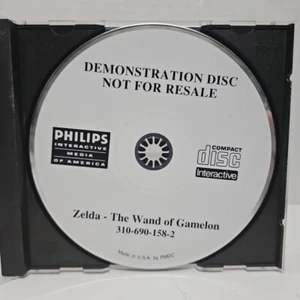 DEMONSTRATION DISC
NOT FOR RESALE
PHILIPS
INTERACTIVE
MEDIA
OF AMERICA
COMPACT
disc
Interactive
Zelda - The Wand of Gamelon
310-690-158-2
Made in U.S.A. by PMDC